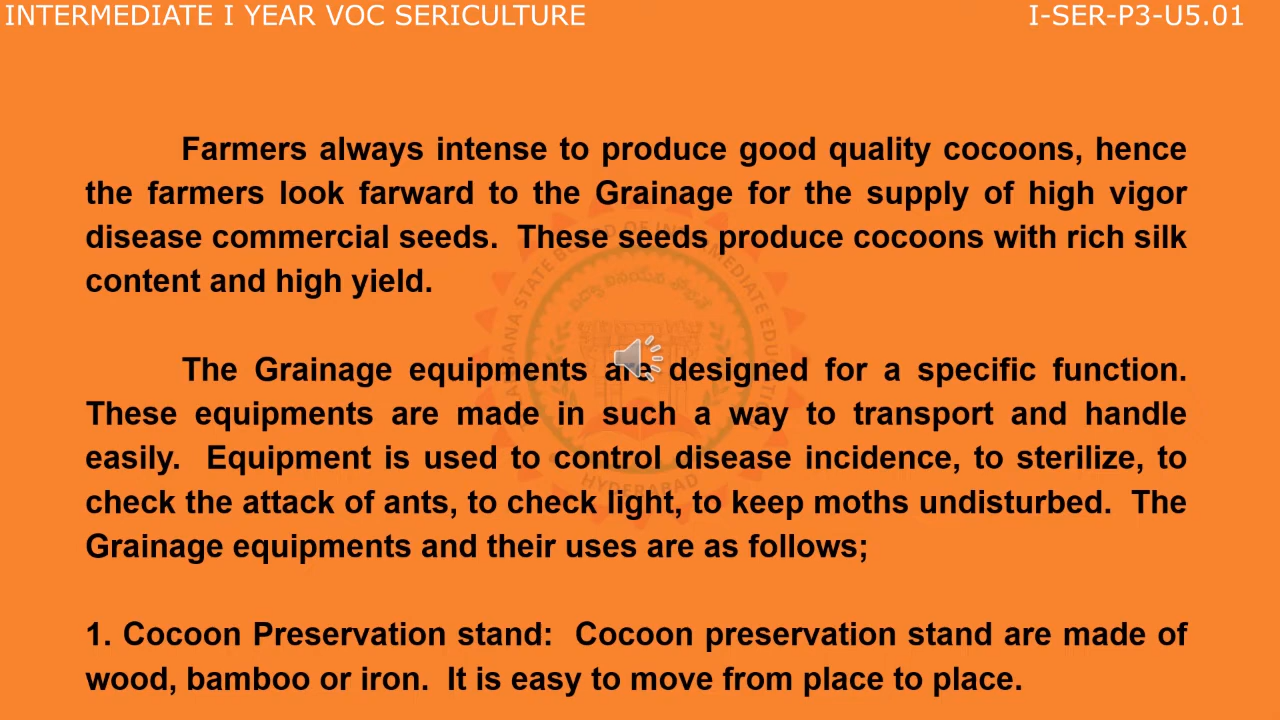 INTERMEDIATE I YEAR VOC SERICULTURE I-SER-P3-U5.01
Farmers always intense to produce good quality cocoons, hence
the farmers look farward to the Grainage for the supply of high vigor
disease commercial seeds. These seeds produce cocoons with rich silk
content and high yield.
The Grainage equipments are designed for a specific function.
These equipments are made in such a way to transport and handle
easily. Equipment is used to control disease incidence, to sterilize, to
check the attack of ants, to check light, to keep moths undisturbed. The
Grainage equipments and their uses are as follows;
1. Cocoon Preservation stand: Cocoon preservation stand are made of
wood, bamboo or iron. It is easy to move from place to place.
HYDERABAD